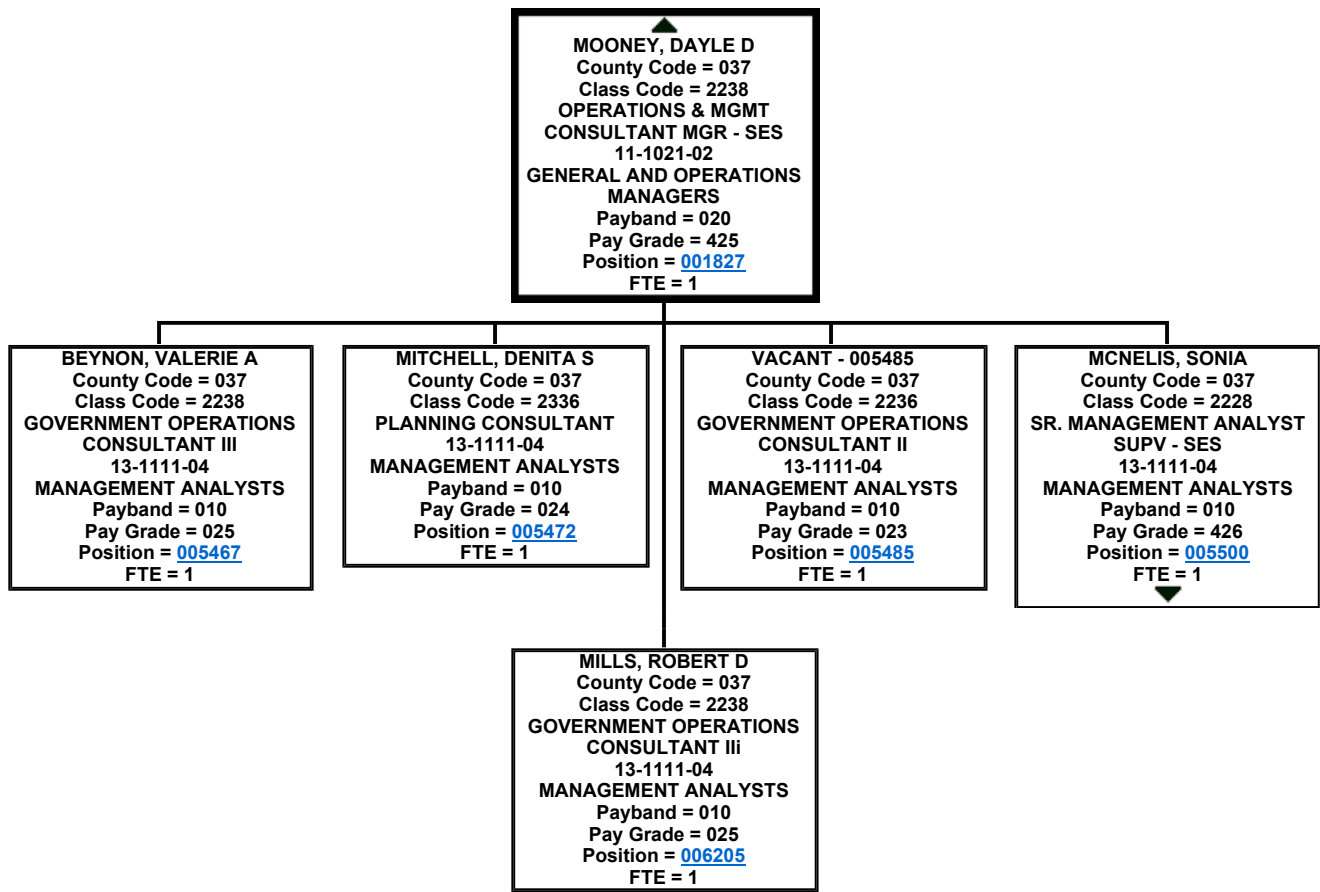 MOONEY, DAYLE D
County Code = 037
Class Code = 2238
OPERATIONS & MGMT
CONSULTANT MGR - SES
11-1021-02
GENERAL AND OPERATIONS
MANAGERS
Payband = 020
Pay Grade = 425
Position = 001827
FTE = 1
BEYNON, VALERIE A
County Code = 037
Class Code = 2238
GOVERNMENT OPERATIONS
CONSULTANT III
13-1111-04
MANAGEMENT ANALYSTS
Payband = 010
Pay Grade = 025
Position = 005467
FTE = 1
MITCHELL, DENITA S
County Code = 037
Class Code = 2336
PLANNING CONSULTANT
13-1111-04
MANAGEMENT ANALYSTS
Payband = 010
Pay Grade = 024
Position = 005472
FTE = 1
VACANT - 005485
County Code = 037
Class Code = 2236
GOVERNMENT OPERATIONS
CONSULTANT II
13-1111-04
MANAGEMENT ANALYSTS
Payband = 010
Pay Grade = 023
Position = 005485
FTE = 1
MCNELIS, SONIA
County Code = 037
Class Code = 2228
SR. MANAGEMENT ANALYST
SUPV - SES
13-1111-04
MANAGEMENT ANALYSTS
Payband = 010
Pay Grade = 426
Position = 005500
FTE = 1
MILLS, ROBERT D
County Code = 037
Class Code = 2238
GOVERNMENT OPERATIONS
CONSULTANT IIi
13-1111-04
MANAGEMENT ANALYSTS
Payband = 010
Pay Grade = 025
Position = 006205
FTE = 1